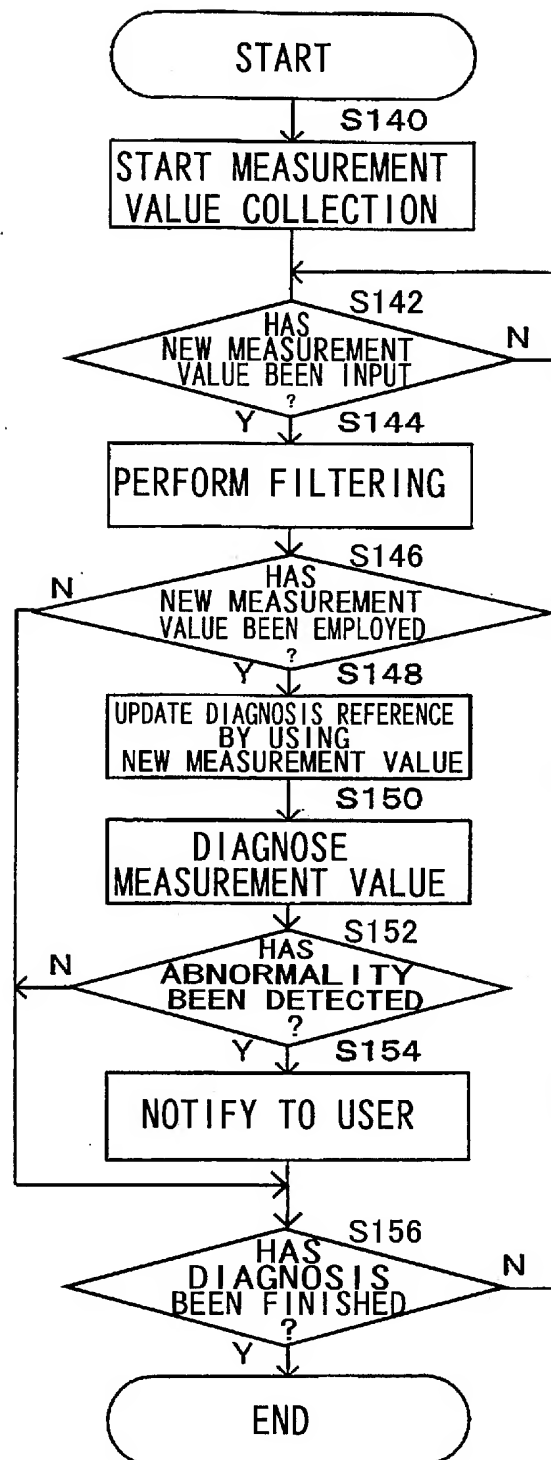 START
S140
START MEASUREMENT
VALUE COLLECTION
S142
HAS
NEW MEASUREMENT
VALUE BEEN INPUT
?
N
Y
S144
PERFORM FILTERING
S146
N
HAS
NEW MEASUREMENT
VALUE BEEN EMPLOYED
?
Y
S148
UPDATE DIAGNOSIS REFERENCE
BY USING
NEW MEASUREMENT VALUE
S150
DIAGNOSE
MEASUREMENT VALUE
S152
N
HAS
ABNORMALITY
BEEN DETECTED
?
Y
S154
NOTIFY TO USER
S156
HAS
DIAGNOSIS
BEEN FINISHED
?
N
Y
END